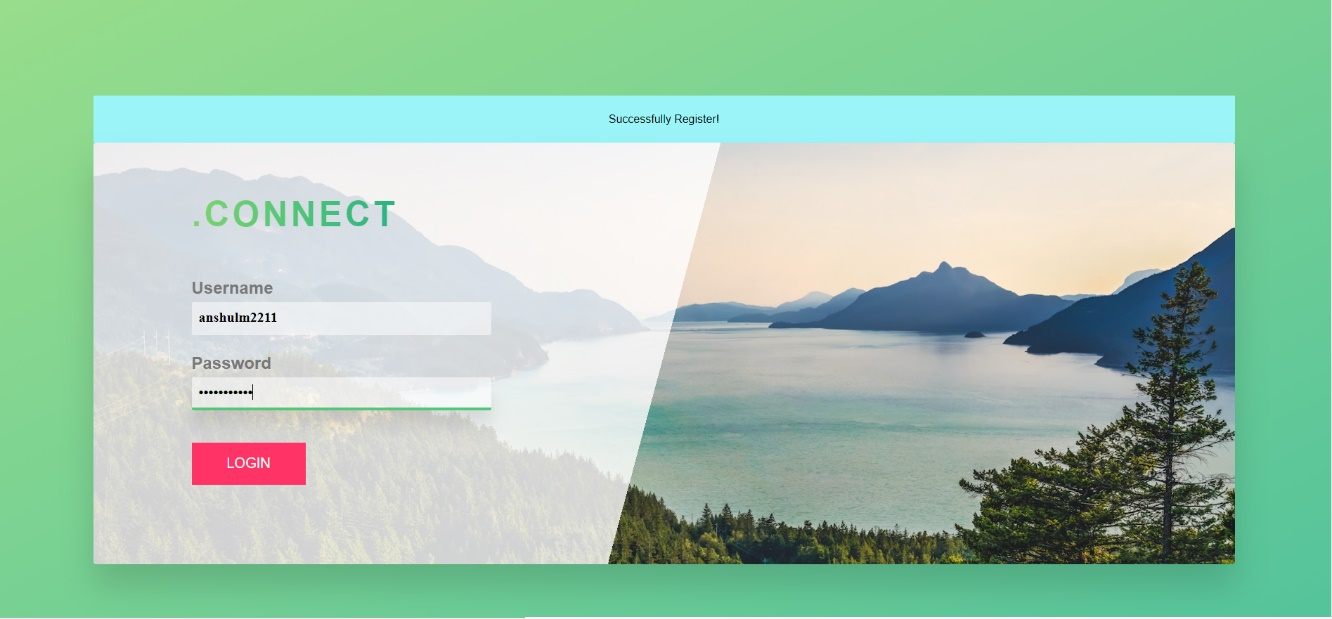 Successfully Register!
.CONNECT
Username
anshulm2211
Password
•••••••••••
LOGIN